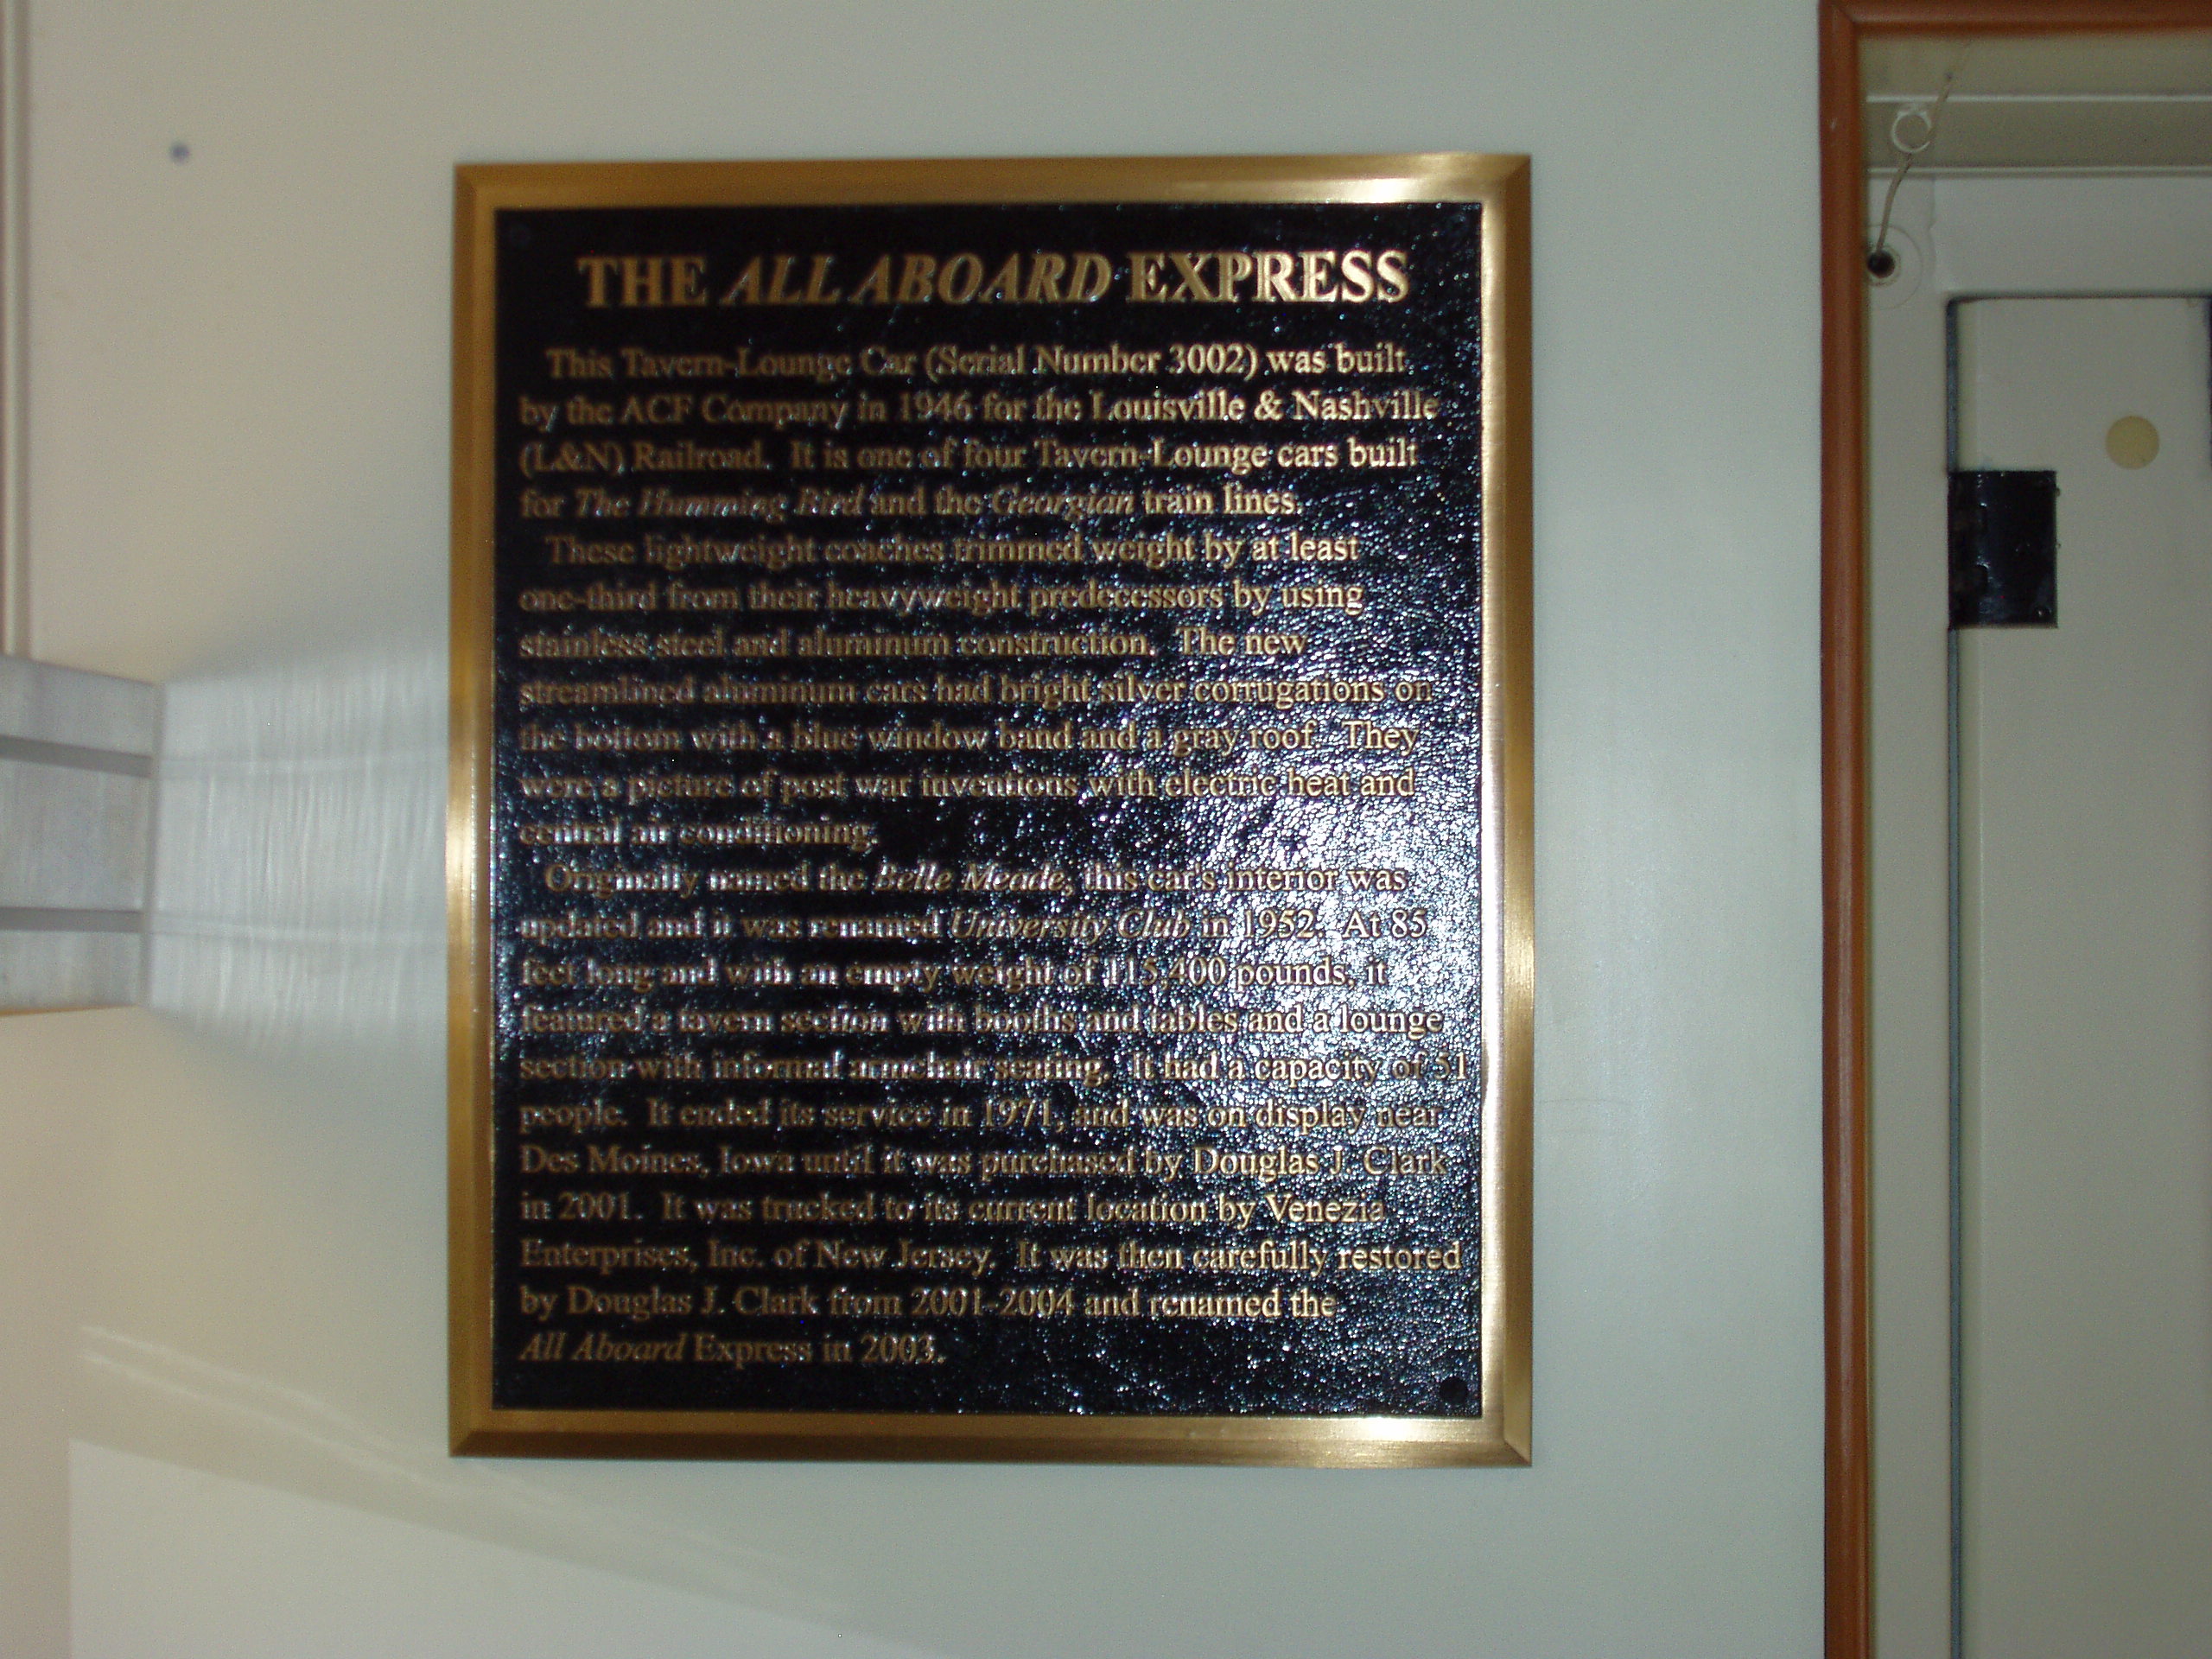 THE ALL ABOARD EXPRESS
This Tavern-Lounge Car (Serial Number 3002) was built
by the ACF Company in 1946 for the Louisville & Nashville
(L&N) Railroad. It is one of four Tavern-Lounge cars built
for The Humming Bird and the Georgian train lines.
These lightweight coaches trimmed weight by at least
one-third from their heavyweight predecessors by using
stainless steel and aluminum construction. The new
streamlined aluminum cars had bright silver corrugations on
the bottom with a blue window band and a gray roof. They
were a picture of post war inventions with electric heat and
central air conditioning.
Originally named the Belle Meade, this car's interior was
updated and it was renamed University Club in 1952. At 85
feet long and with an empty weight of 115,400 pounds, it
featured a tavern section with booths and tables and a lounge
section with informal armchair seating. It had a capacity of 51
people. It ended its service in 1971, and was on display near
Des Moines, Iowa until it was purchased by Douglas J. Clark
in 2001. It was trucked to its current location by Venezia
Enterprises, Inc. of New Jersey. It was then carefully restored
by Douglas J. Clark from 2001-2004 and renamed the
All Aboard Express in 2003.